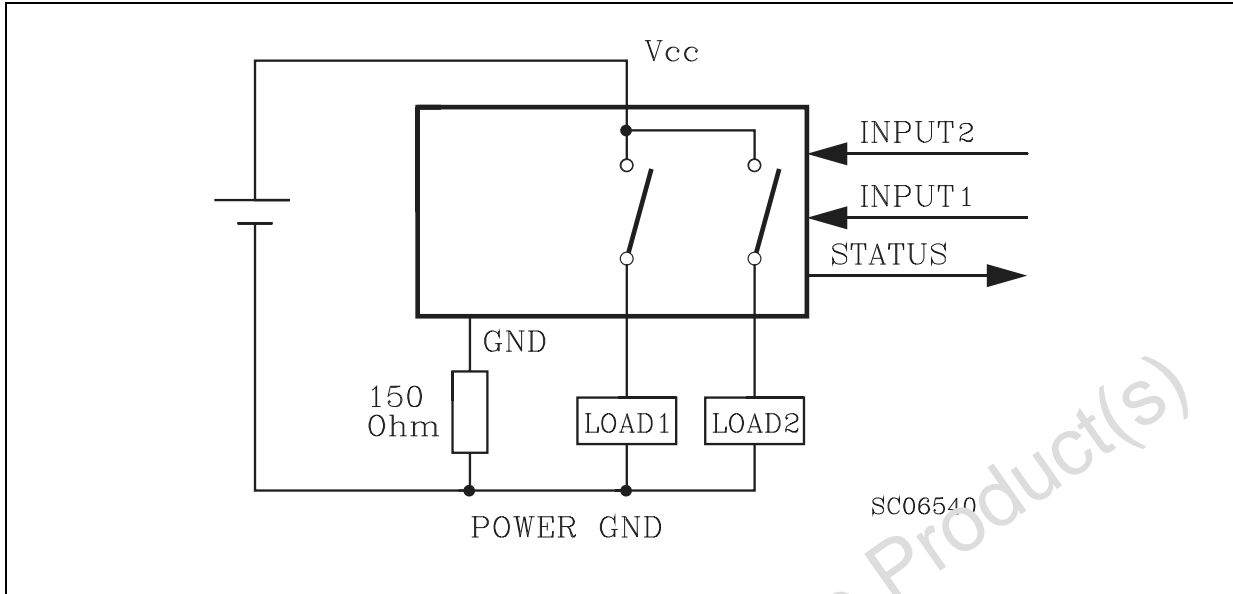 Vcc
INPUT2
INPUT1
STATUS
GND
150
Ohm
LOAD1
LOAD2
POWER GND
SC06540
Product(s)